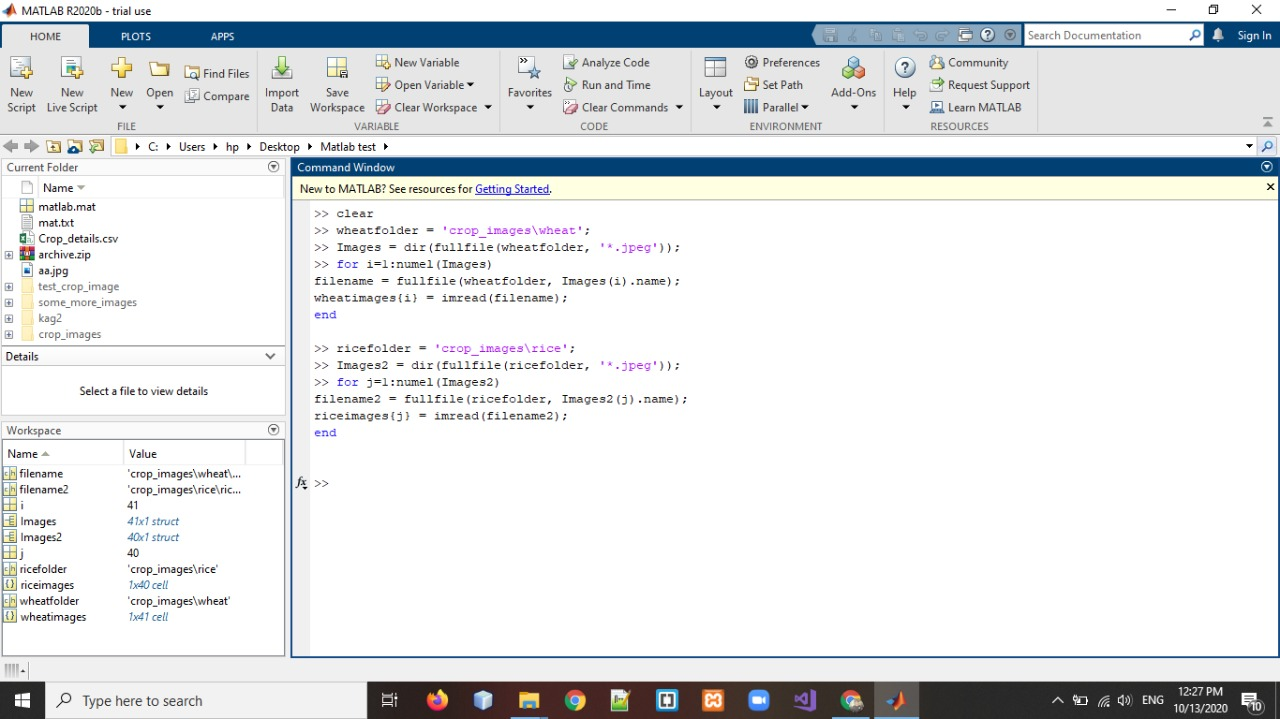 MATLAB R2020b - trial use
HOME PLOTS APPS
Search Documentation
Sign In
New Script
New Live Script
New
Open
Find Files
Compare
Import Data
Save Workspace
New Variable
Open Variable
Clear Workspace
Favorites
Analyze Code
Run and Time
Clear Commands
Layout
Preferences
Set Path
Parallel
Add-Ons
Help
Community
Request Support
Learn MATLAB
FILE VARIABLE CODE ENVIRONMENT RESOURCES
C: Users hp Desktop Matlab test
Current Folder
Name
matlab.mat
mat.txt
Crop_details.csv
archive.zip
aa.jpg
test_crop_image
some_more_images
kag2
crop_images
Details
Select a file to view details
Workspace
Name Value
filename 'crop_images\wheat\...
filename2 'crop_images\rice\ric...
i 41
Images 41x1 struct
Images2 40x1 struct
j 40
ricefolder 'crop_images\rice'
riceimages 1x40 cell
wheatfolder 'crop_images\wheat'
wheatimages 1x41 cell
Command Window
New to MATLAB? See resources for Getting Started.
>> clear
>> wheatfolder = 'crop_images\wheat';
>> Images = dir(fullfile(wheatfolder, '*.jpeg'));
>> for i=1:numel(Images)
filename = fullfile(wheatfolder, Images(i).name);
wheatimages{i} = imread(filename);
end
>> ricefolder = 'crop_images\rice';
>> Images2 = dir(fullfile(ricefolder, '*.jpeg'));
>> for j=1:numel(Images2)
filename2 = fullfile(ricefolder, Images2(j).name);
riceimages{j} = imread(filename2);
end
fx >>
Type here to search
ENG
12:27 PM
10/13/2020
10